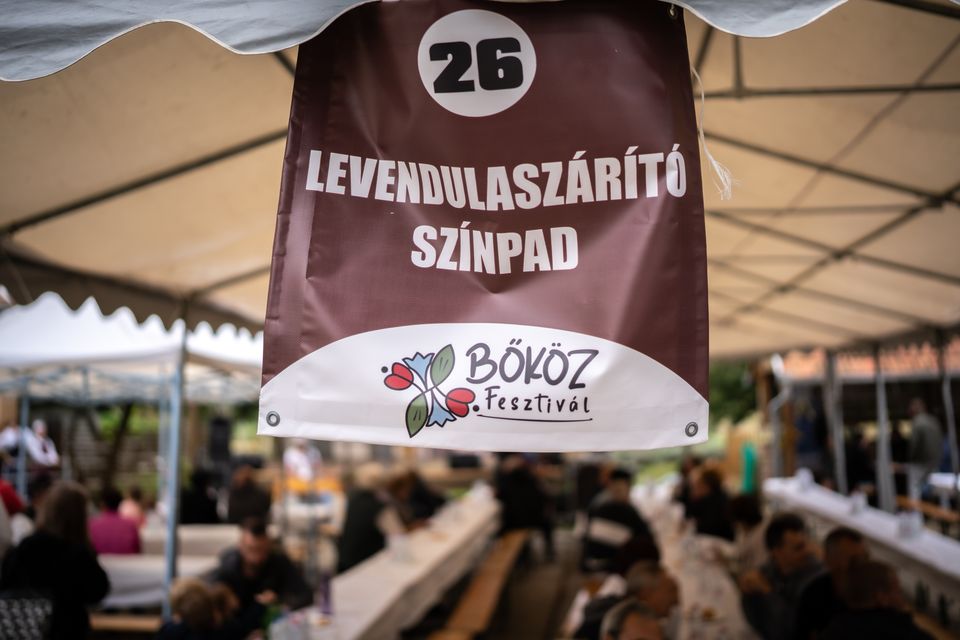 26
LEVENDULASZÁRÍTÓ
SZÍNPAD
BŐKÖZ
Fesztivál